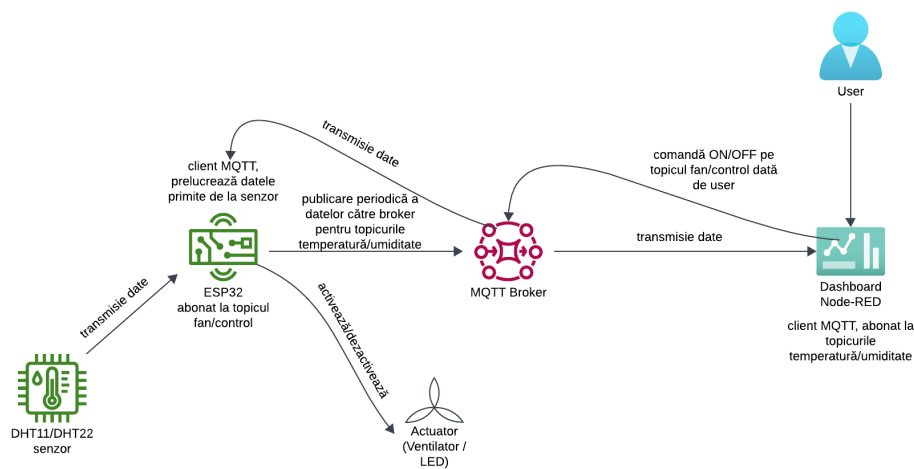 User
transmisie date
client MQTT,
prelucrează datele
primite de la senzor
comandă ON/OFF pe
topicul fan/control dată
de user
publicare periodică a
datelor către broker
pentru topicurile
temperatură/umiditate
transmisie date
ESP32
abonat la topicul
fan/control
MQTT Broker
Dashboard
Node-RED
client MQTT, abonat la
topicurile
temperatură/umiditate
transmisie date
activează/dezactivează
DHT11/DHT22
senzor
Actuator
(Ventilator /
LED)